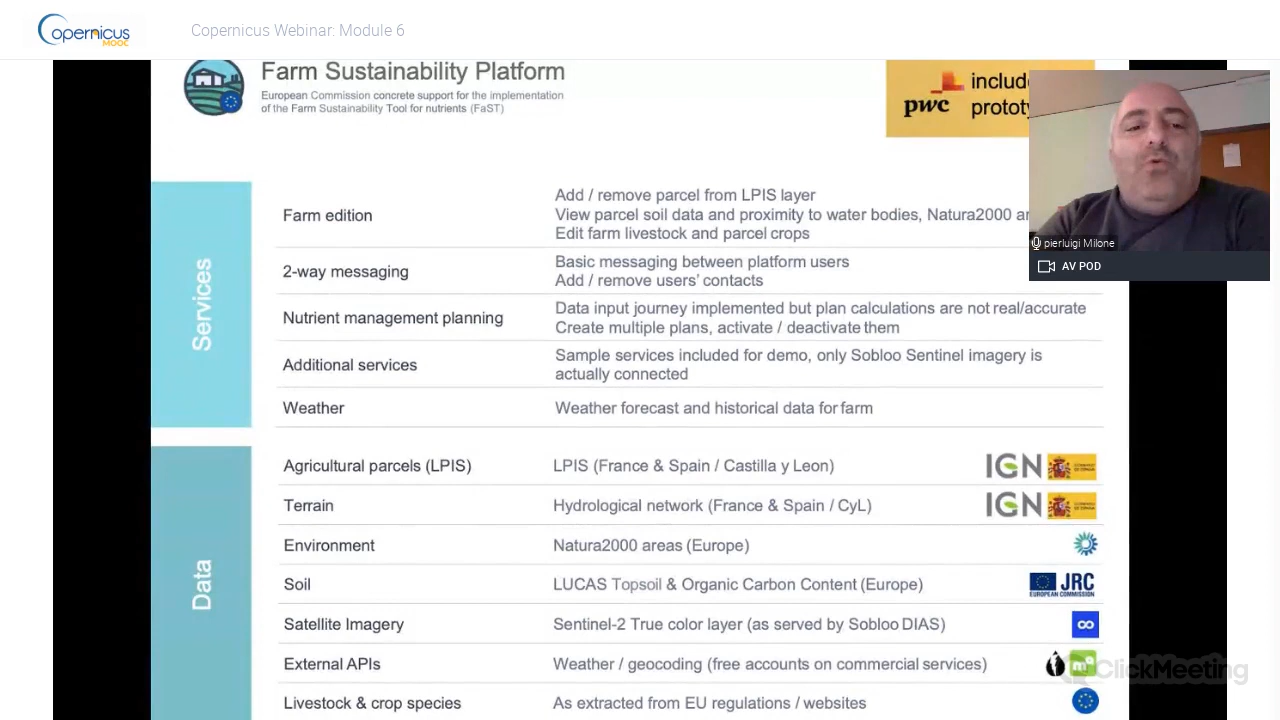 Copernicus
MOOC
Copernicus Webinar: Module 6
Farm Sustainability Platform
European Commission concrete support for the implementation
of the Farm Sustainability Tool for nutrients (FaST)
pwc
include
prototy
pierluigi Milone
AV POD
Services
Farm edition
Add / remove parcel from LPIS layer
View parcel soil data and proximity to water bodies, Natura2000 ar
Edit farm livestock and parcel crops
2-way messaging
Basic messaging between platform users
Add / remove users' contacts
Nutrient management planning
Data input journey implemented but plan calculations are not real/accurate
Create multiple plans, activate / deactivate them
Additional services
Sample services included for demo, only Sobloo Sentinel imagery is
actually connected
Weather
Weather forecast and historical data for farm
Data
Agricultural parcels (LPIS)
LPIS (France & Spain / Castilla y Leon)
IGN
Terrain
Hydrological network (France & Spain / CyL)
IGN
Environment
Natura2000 areas (Europe)
Soil
LUCAS Topsoil & Organic Carbon Content (Europe)
JRC
EUROPEAN COMMISSION
Satellite Imagery
Sentinel-2 True color layer (as served by Sobloo DIAS)
External APIs
Weather / geocoding (free accounts on commercial services)
ClickMeeting
Livestock & crop species
As extracted from EU regulations / websites